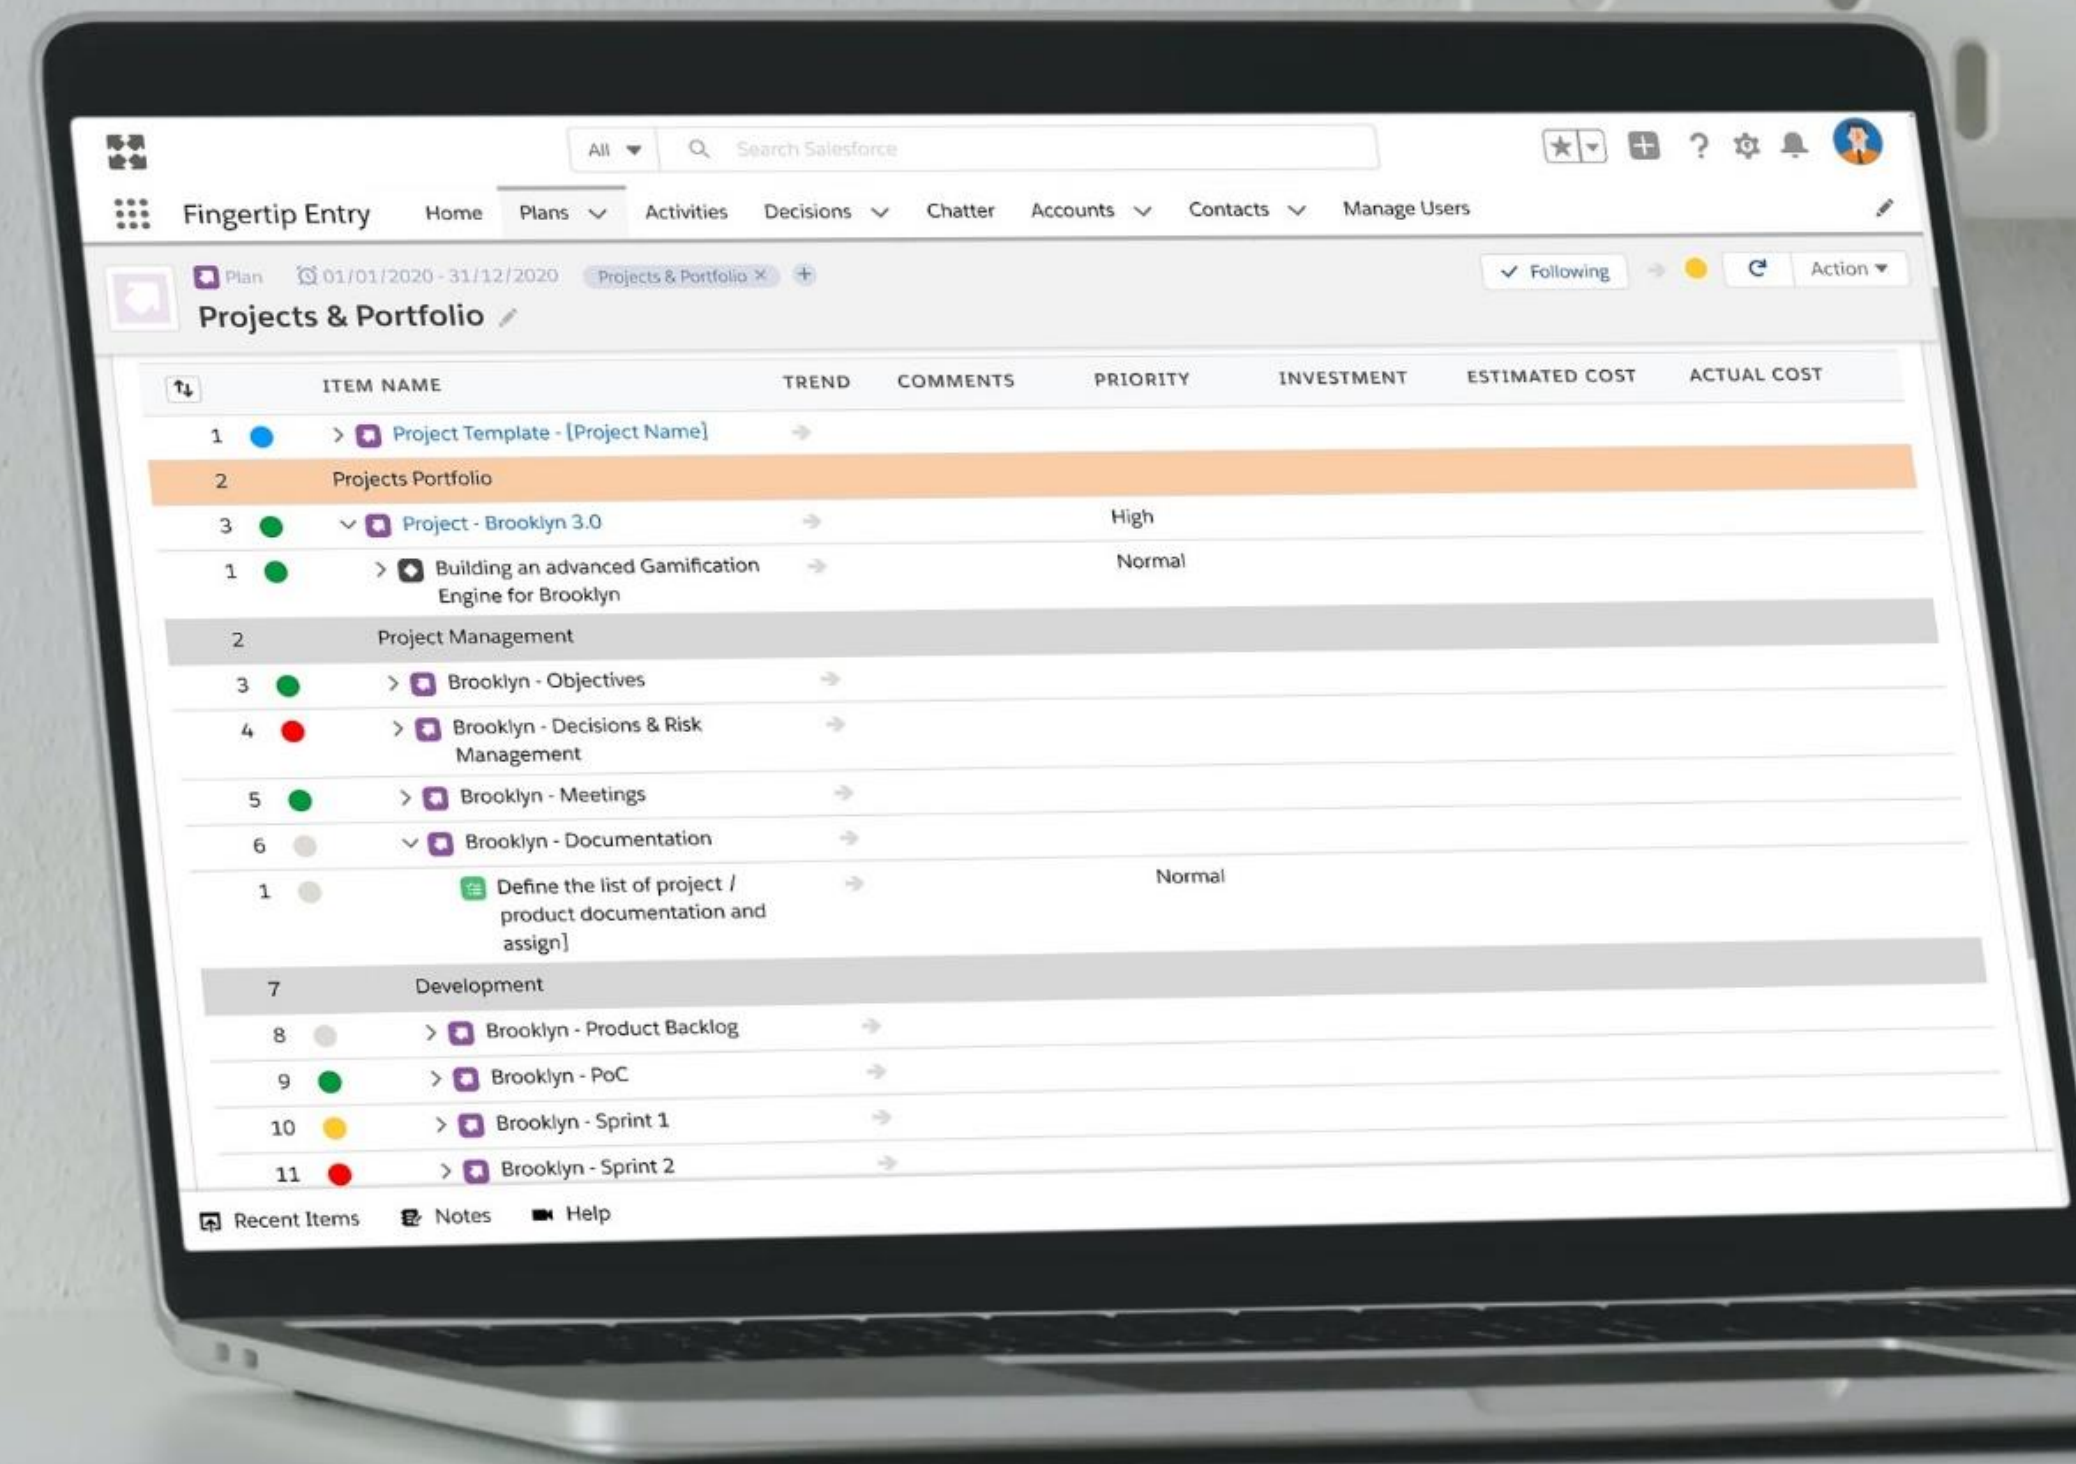 All Search Salesforce
Fingertip Entry Home Plans Activities Decisions Chatter Accounts Contacts Manage Users
Plan 01/01/2020 - 31/12/2020 Projects & Portfolio × + Following Action
Projects & Portfolio
ITEM NAME TREND COMMENTS PRIORITY INVESTMENT ESTIMATED COST ACTUAL COST
1 Project Template - [Project Name]
2 Projects Portfolio
3 Project - Brooklyn 3.0 High
1 Building an advanced Gamification Normal
Engine for Brooklyn
2 Project Management
3 Brooklyn - Objectives
4 Brooklyn - Decisions & Risk
Management
5 Brooklyn - Meetings
6 Brooklyn - Documentation
1 Define the list of project / Normal
product documentation and
assign]
7 Development
8 Brooklyn - Product Backlog
9 Brooklyn - PoC
10 Brooklyn - Sprint 1
11 Brooklyn - Sprint 2
Recent Items Notes Help